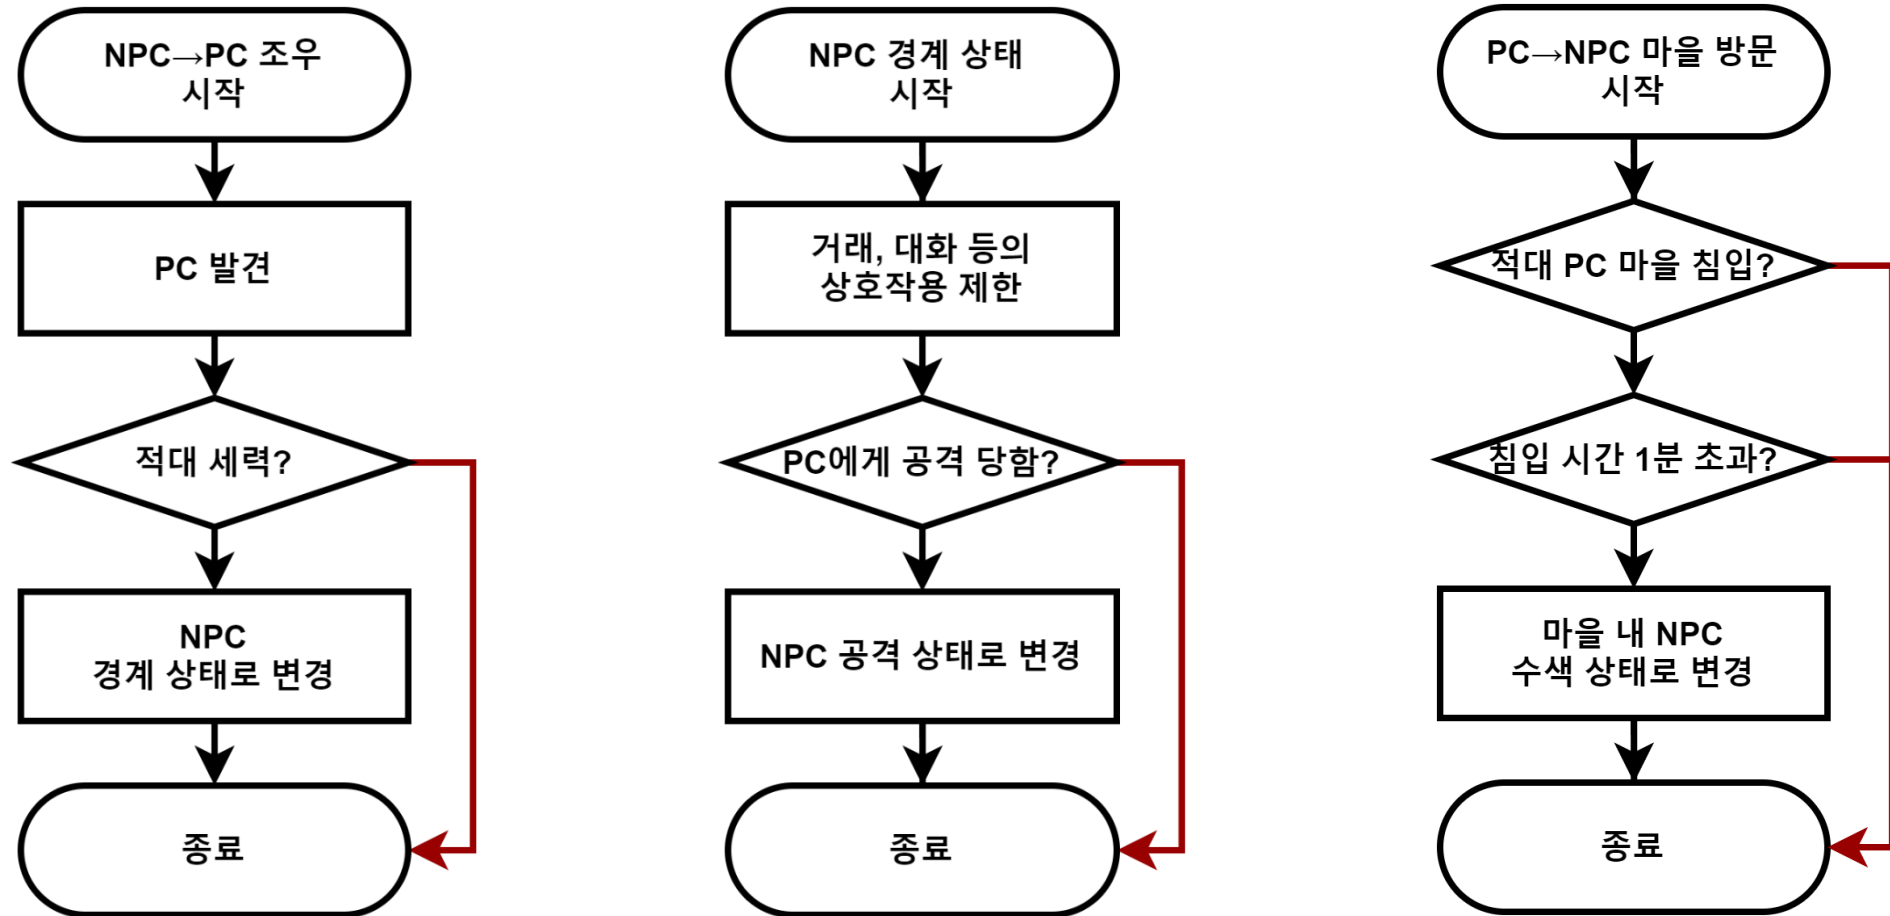 NPC→PC 조우
시작
PC 발견
적대 세력?
NPC
경계 상태로 변경
종료
NPC 경계 상태
시작
거래, 대화 등의
상호작용 제한
PC에게 공격 당함?
NPC 공격 상태로 변경
종료
PC→NPC 마을 방문
시작
적대 PC 마을 침입?
침입 시간 1분 초과?
마을 내 NPC
수색 상태로 변경
종료